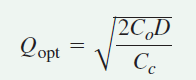 Q_opt = √(2C_oD / C_c)